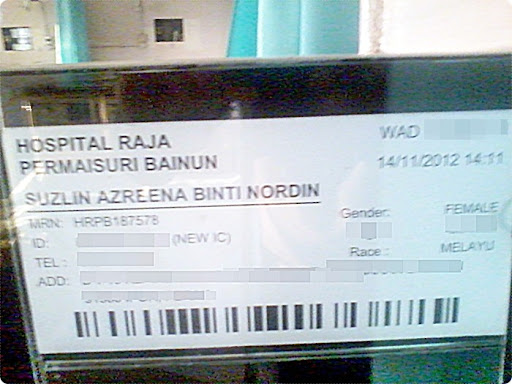 HOSPITAL RAJA
PERMAISURI BAINUN
WAD
14/11/2012 14:11
SUZLIN AZREENA BINTI NORDIN
MRN: HRPB187578
Gender: FEMALE
ID: (NEW IC)
Race : MELAYU
TEL :
ADD: